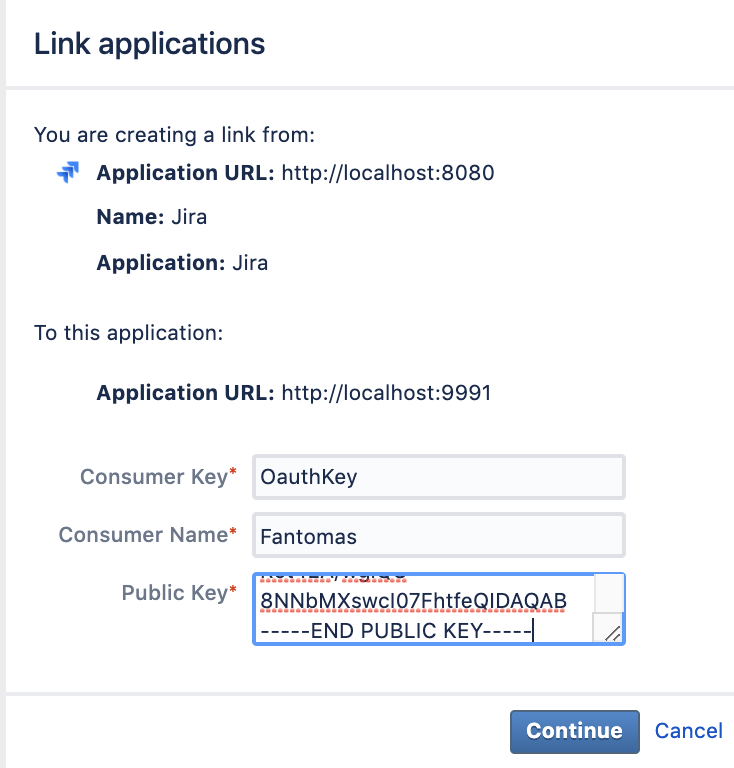 Link applications
You are creating a link from:
Application URL: http://localhost:8080
Name: Jira
Application: Jira
To this application:
Application URL: http://localhost:9991
Consumer Key*
OauthKey
Consumer Name*
Fantomas
Public Key*
8NNbMXswcI07FhtfeQIDAQAB
-----END PUBLIC KEY-----
Continue Cancel